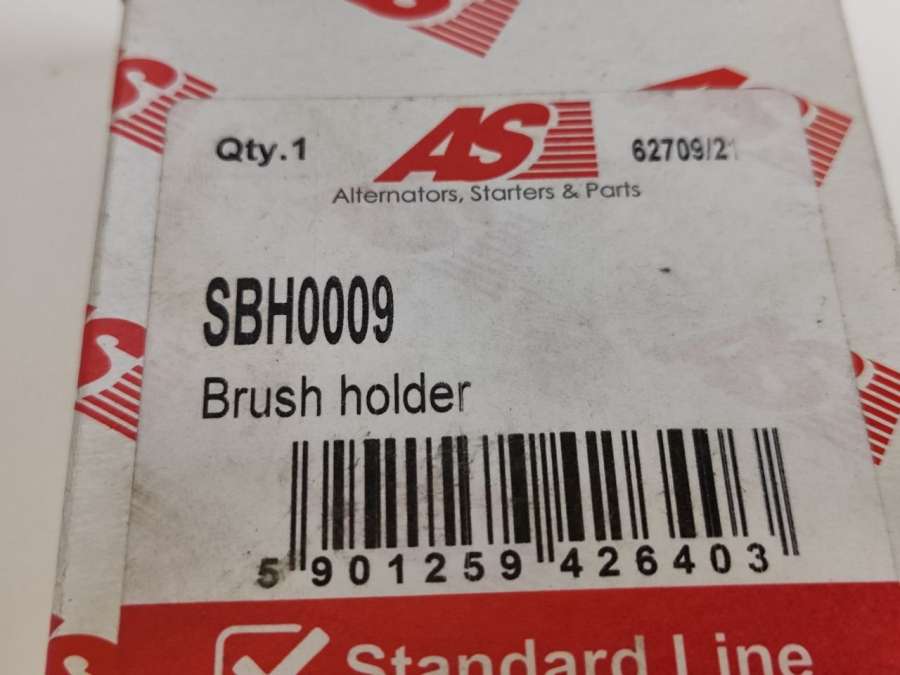 Qty.1
AS
62709/21
Alternators, Starters & Parts
SBH0009
Brush holder
5 901259 426403
Standard Line